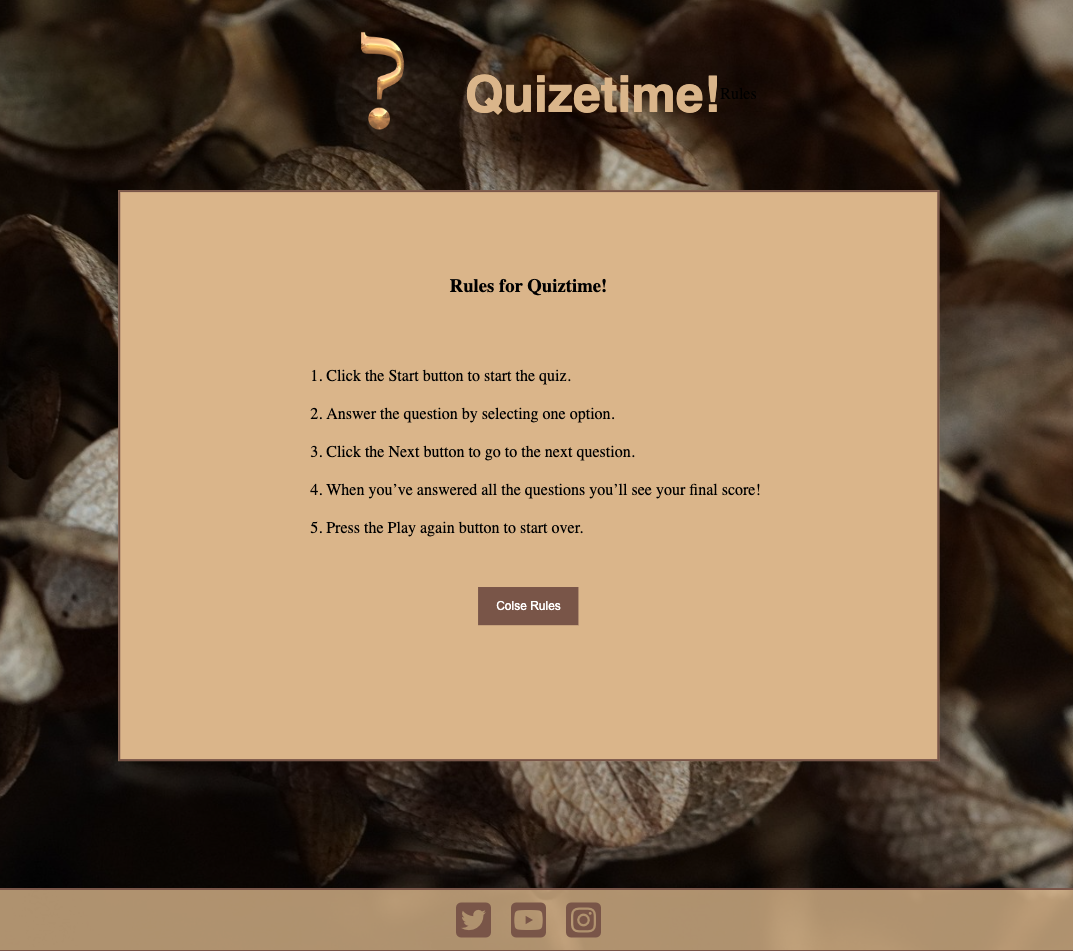 ?
Quizetime! Rules
Rules for Quiztime!
1. Click the Start button to start the quiz.
2. Answer the question by selecting one option.
3. Click the Next button to go to the next question.
4. When you’ve answered all the questions you’ll see your final score!
5. Press the Play again button to start over.
Colse Rules